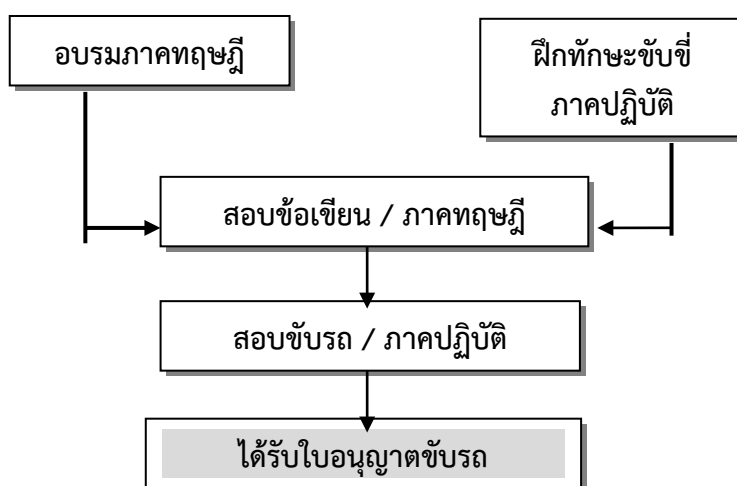 อบรมภาคทฤษฎี
ฝึกทักษะขับขี่
ภาคปฏิบัติ
สอบข้อเขียน / ภาคทฤษฎี
สอบขับรถ / ภาคปฏิบัติ
ได้รับใบอนุญาตขับรถ